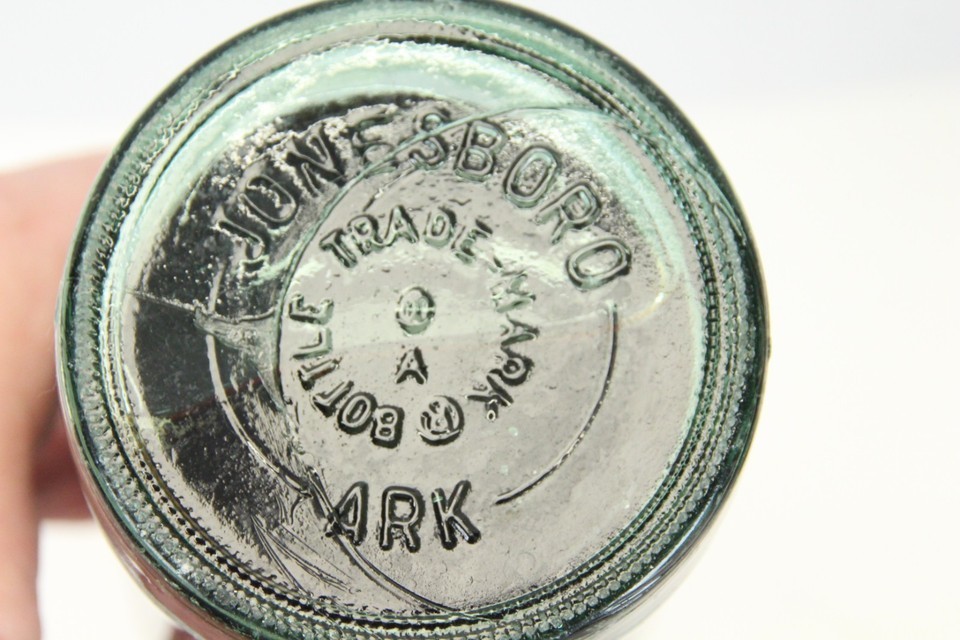 JONESBORO
TRADE-MARK ®
BOTTLE
A
ARK